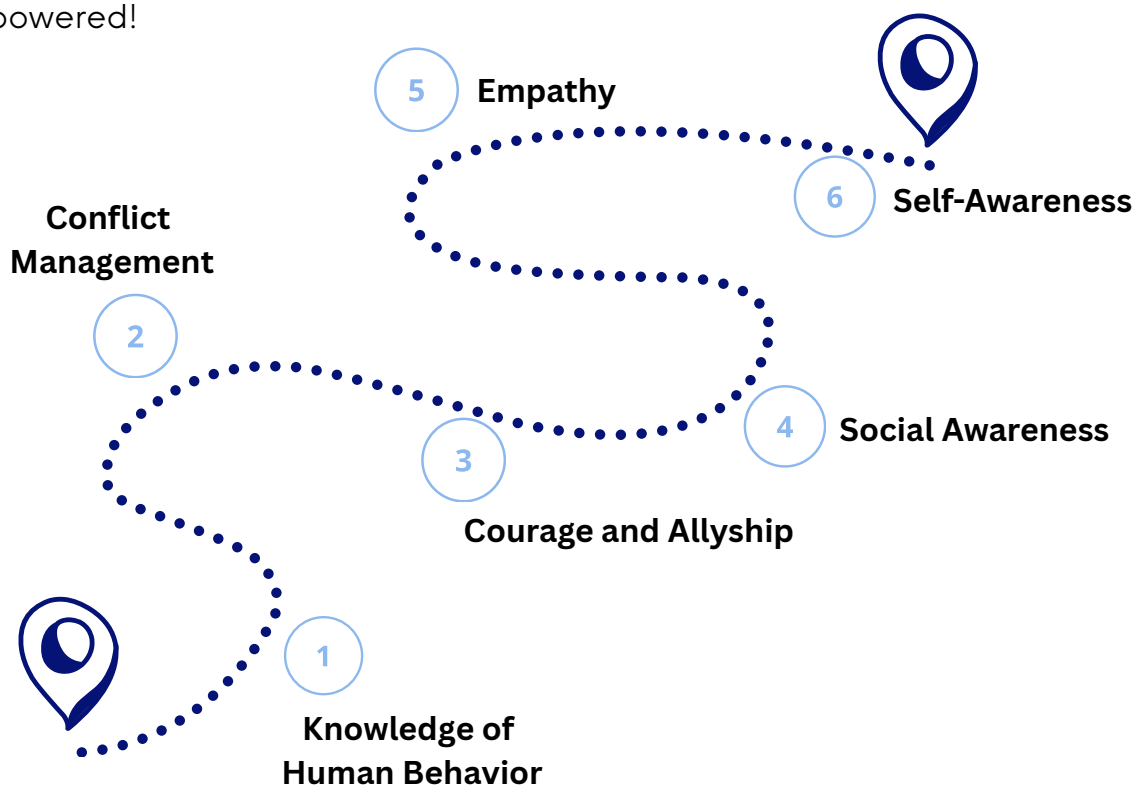 powered!
5
Empathy
6
Self-Awareness
Conflict
Management
2
4
Social Awareness
3
Courage and Allyship
1
Knowledge of
Human Behavior